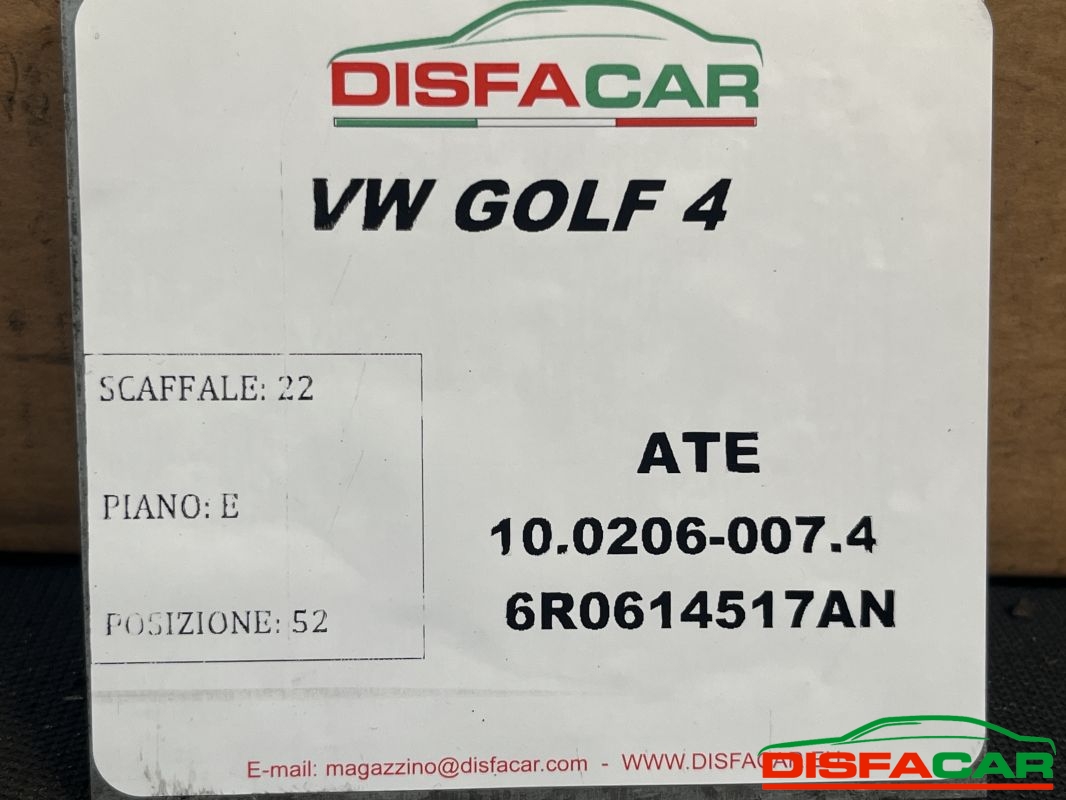 DISFACAR
VW GOLF 4
SCAFFALE: 22
PIANO: E
POSIZIONE: 52
ATE
10.0206-007.4
6R0614517AN
E-mail: magazzino@disfacar.com - WWW.DISFACAR.EU
DISFACAR